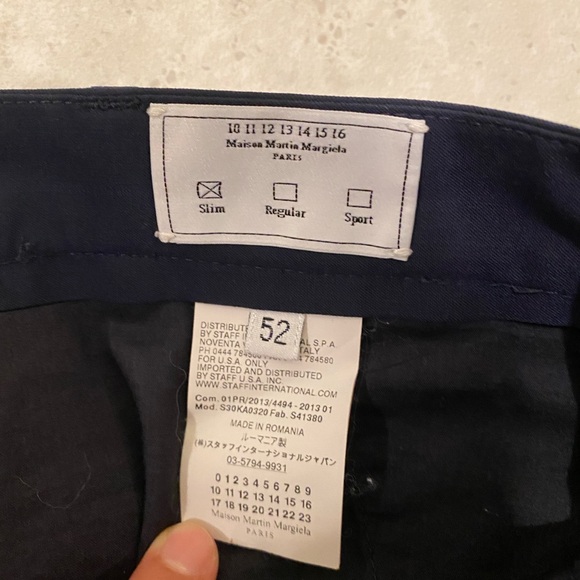 10 11 12 13 14 15 16
Maison Martin Margiela
PARIS
Slim Regular Sport
52
DISTRIBUT L S.P.A.
BY STAFF IN
NOVENTA V ITALY
PH 0444 7845 784580
FOR U.S.A. ONLY
IMPORTED AND DISTRIBUTED
BY STAFF U.S.A. INC.
WWW.STAFFINTERNATIONAL.COM
Com. 01PR/2013/4494 - 2013 01
Mod. S30KA0320 Fab. S41380
MADE IN ROMANIA
ルーマニア製
(株)スタッフインターナショナルジャパン
03-5794-9931
0 1 2 3 4 5 6 7 8 9
10 11 12 13 14 15 16
17 18 19 20 21 22 23
Maison Martin Margiela
PARIS